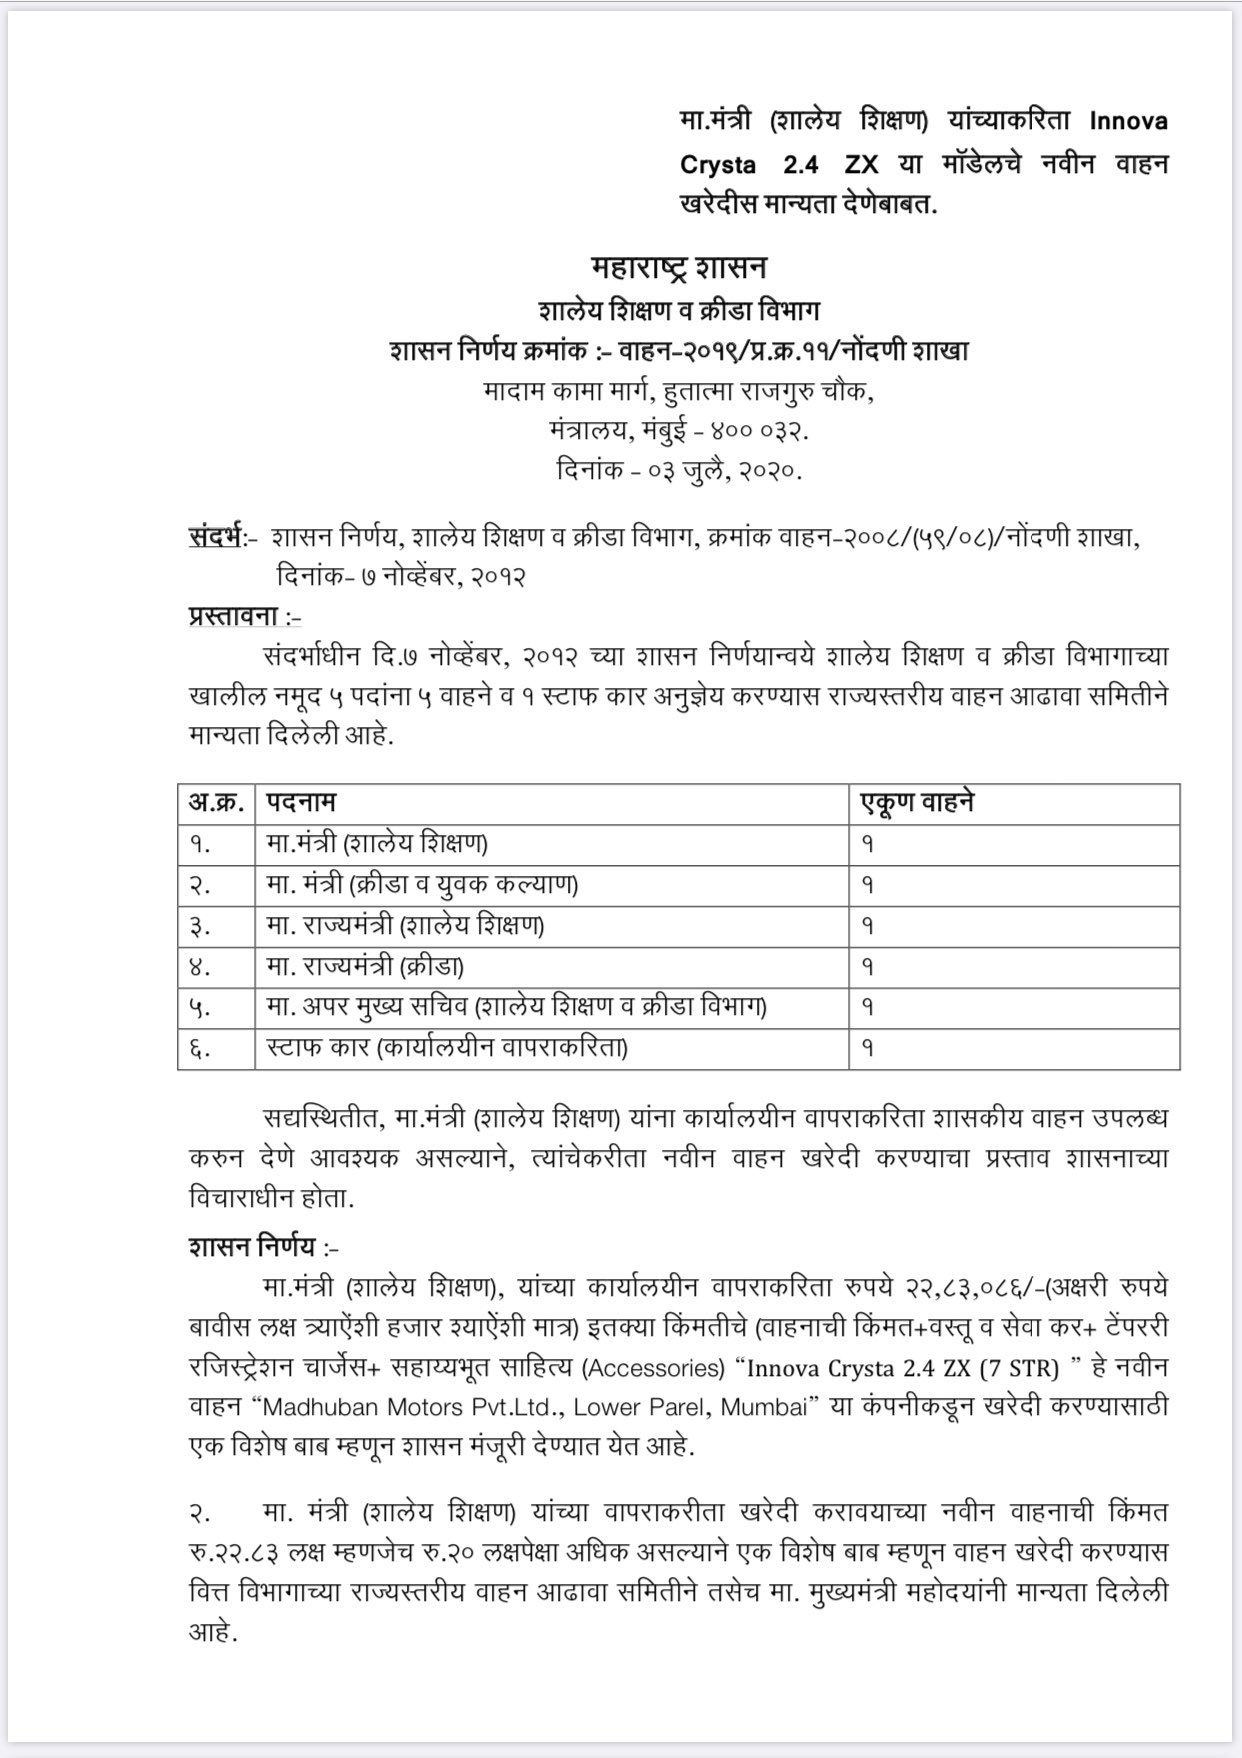 मा.मंत्री (शालेय शिक्षण) यांच्याकरिता Innova
Crysta 2.4 ZX या मॉडेलचे नवीन वाहन
खरेदीस मान्यता देणेबाबत.
महाराष्ट्र शासन
शालेय शिक्षण व क्रीडा विभाग
शासन निर्णय क्रमांक :- वाहन-२०१९/प्र.क्र.११/नोंदणी शाखा
मादाम कामा मार्ग, हुतात्मा राजगुरु चौक,
मंत्रालय, मंबुई - ४०० ०३२.
दिनांक - ०३ जुलै, २०२०.
संदर्भ:- शासन निर्णय, शालेय शिक्षण व क्रीडा विभाग, क्रमांक वाहन-२००८/(५९/०८)/नोंदणी शाखा,
दिनांक- ७ नोव्हेंबर, २०१२
प्रस्तावना :-
संदर्भाधीन दि.७ नोव्हेंबर, २०१२ च्या शासन निर्णयान्वये शालेय शिक्षण व क्रीडा विभागाच्या
खालील नमूद ५ पदांना ५ वाहने व १ स्टाफ कार अनुज्ञेय करण्यास राज्यस्तरीय वाहन आढावा समितीने
मान्यता दिलेली आहे.
अ.क्र. पदनाम एकूण वाहने
१. मा.मंत्री (शालेय शिक्षण) १
२. मा. मंत्री (क्रीडा व युवक कल्याण) १
३. मा. राज्यमंत्री (शालेय शिक्षण) १
४. मा. राज्यमंत्री (क्रीडा) १
५. मा. अपर मुख्य सचिव (शालेय शिक्षण व क्रीडा विभाग) १
६. स्टाफ कार (कार्यालयीन वापराकरिता) १
सद्यस्थितीत, मा.मंत्री (शालेय शिक्षण) यांना कार्यालयीन वापराकरिता शासकीय वाहन उपलब्ध
करुन देणे आवश्यक असल्याने, त्यांचेकरीता नवीन वाहन खरेदी करण्याचा प्रस्ताव शासनाच्या
विचाराधीन होता.
शासन निर्णय :-
मा.मंत्री (शालेय शिक्षण), यांच्या कार्यालयीन वापराकरिता रुपये २२,८३,०८६/-(अक्षरी रुपये
बावीस लक्ष त्र्याऐंशी हजार श्याऐंशी मात्र) इतक्या किंमतीचे (वाहनाची किंमत+वस्तू व सेवा कर+ टेंपररी
रजिस्ट्रेशन चार्जेस+ सहाय्यभूत साहित्य (Accessories) “Innova Crysta 2.4 ZX (7 STR) ” हे नवीन
वाहन “Madhuban Motors Pvt.Ltd., Lower Parel, Mumbai” या कंपनीकडून खरेदी करण्यासाठी
एक विशेष बाब म्हणून शासन मंजूरी देण्यात येत आहे.
२. मा. मंत्री (शालेय शिक्षण) यांच्या वापराकरीता खरेदी करावयाच्या नवीन वाहनाची किंमत
रु.२२.८३ लक्ष म्हणजेच रु.२० लक्षपेक्षा अधिक असल्याने एक विशेष बाब म्हणून वाहन खरेदी करण्यास
वित्त विभागाच्या राज्यस्तरीय वाहन आढावा समितीने तसेच मा. मुख्यमंत्री महोदयांनी मान्यता दिलेली
आहे.